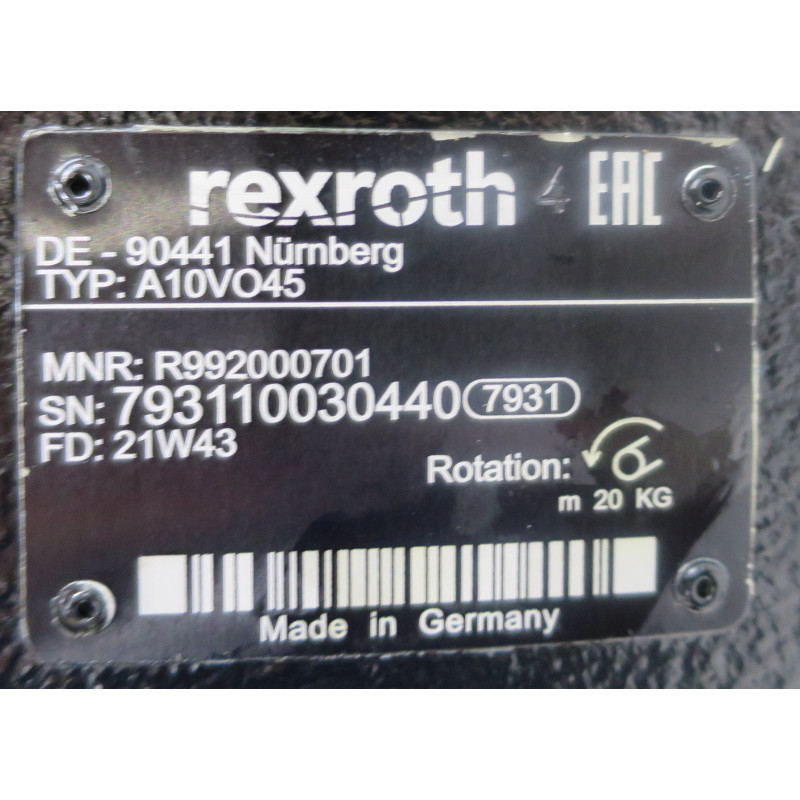 rexroth 4 EAC
DE - 90441 Nürnberg
TYP: A10VO45
MNR: R992000701
SN: 793110030440 7931
FD: 21W43
Rotation:
m 20 KG
Made in Germany